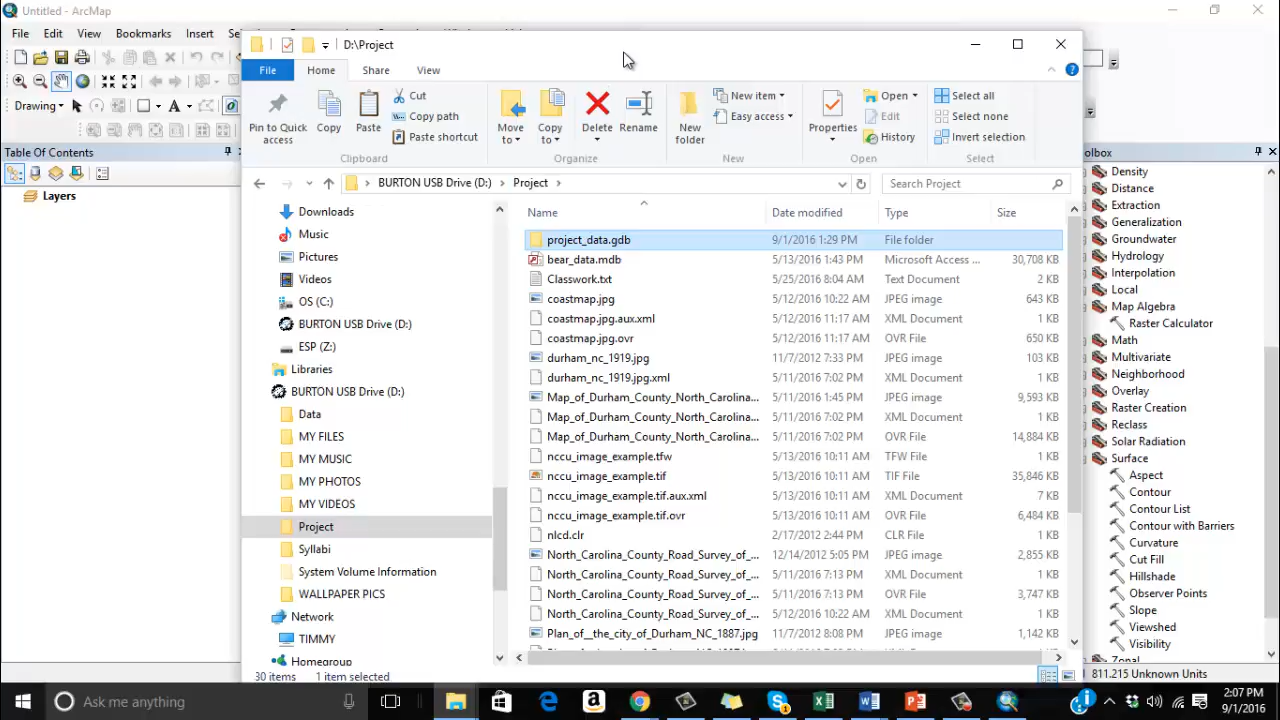 Untitled - ArcMap
File Edit View Bookmarks Insert
D:\Project
File Home Share View
Drawing
Pin to Quick access
Copy
Paste
Cut
Copy path
Paste shortcut
Clipboard
Move to
Copy to
Delete
Rename
Organize
New folder
New item
Easy access
New
Properties
Open
Edit
History
Open
Select all
Select none
Invert selection
Select
Table Of Contents
Layers
BURTON USB Drive (D:) Project
Search Project
Downloads
Music
Pictures
Videos
OS (C:)
BURTON USB Drive (D:)
ESP (Z:)
Libraries
BURTON USB Drive (D:)
Data
MY FILES
MY MUSIC
MY PHOTOS
MY VIDEOS
Project
Syllabi
System Volume Information
WALLPAPER PICS
Network
TIMMY
Homegroup
Name Date modified Type Size
project_data.gdb 9/1/2016 1:29 PM File folder
bear_data.mdb 5/13/2016 1:43 PM Microsoft Access ... 30,708 KB
Classwork.txt 5/25/2016 8:04 AM Text Document 2 KB
coastmap.jpg 5/12/2016 10:22 AM JPEG image 643 KB
coastmap.jpg.aux.xml 5/12/2016 11:17 AM XML Document 1 KB
coastmap.jpg.ovr 5/12/2016 11:17 AM OVR File 650 KB
durham_nc_1919.jpg 11/7/2012 7:33 PM JPEG image 103 KB
durham_nc_1919.jpg.xml 5/11/2016 7:02 PM XML Document 1 KB
Map_of_Durham_County_North_Carolina... 5/11/2016 1:45 PM JPEG image 9,593 KB
Map_of_Durham_County_North_Carolina... 5/11/2016 7:02 PM XML Document 1 KB
Map_of_Durham_County_North_Carolina... 5/11/2016 7:02 PM OVR File 14,884 KB
nccu_image_example.tfw 5/13/2016 10:11 AM TFW File 1 KB
nccu_image_example.tif 5/13/2016 10:11 AM TIF File 35,846 KB
nccu_image_example.tif.aux.xml 5/13/2016 10:11 AM XML Document 7 KB
nccu_image_example.tif.ovr 5/13/2016 10:11 AM OVR File 6,484 KB
nlcd.clr 2/17/2012 2:44 PM CLR File 1 KB
North_Carolina_County_Road_Survey_of_... 12/14/2012 5:05 PM JPEG image 2,855 KB
North_Carolina_County_Road_Survey_of_... 5/11/2016 7:13 PM XML Document 1 KB
North_Carolina_County_Road_Survey_of_... 5/11/2016 7:13 PM OVR File 3,747 KB
North_Carolina_County_Road_Survey_of_... 5/12/2016 10:22 AM XML Document 1 KB
Plan_of__the_city_of_Durham_NC_1887.jpg 11/7/2012 8:08 PM JPEG image 1,142 KB
30 items 1 item selected
olbox
Density
Distance
Extraction
Generalization
Groundwater
Hydrology
Interpolation
Local
Map Algebra
Raster Calculator
Math
Multivariate
Neighborhood
Overlay
Raster Creation
Reclass
Solar Radiation
Surface
Aspect
Contour
Contour List
Contour with Barriers
Curvature
Cut Fill
Hillshade
Observer Points
Slope
Viewshed
Visibility
Zonal
811.215 Unknown Units
Ask me anything
2:07 PM
9/1/2016